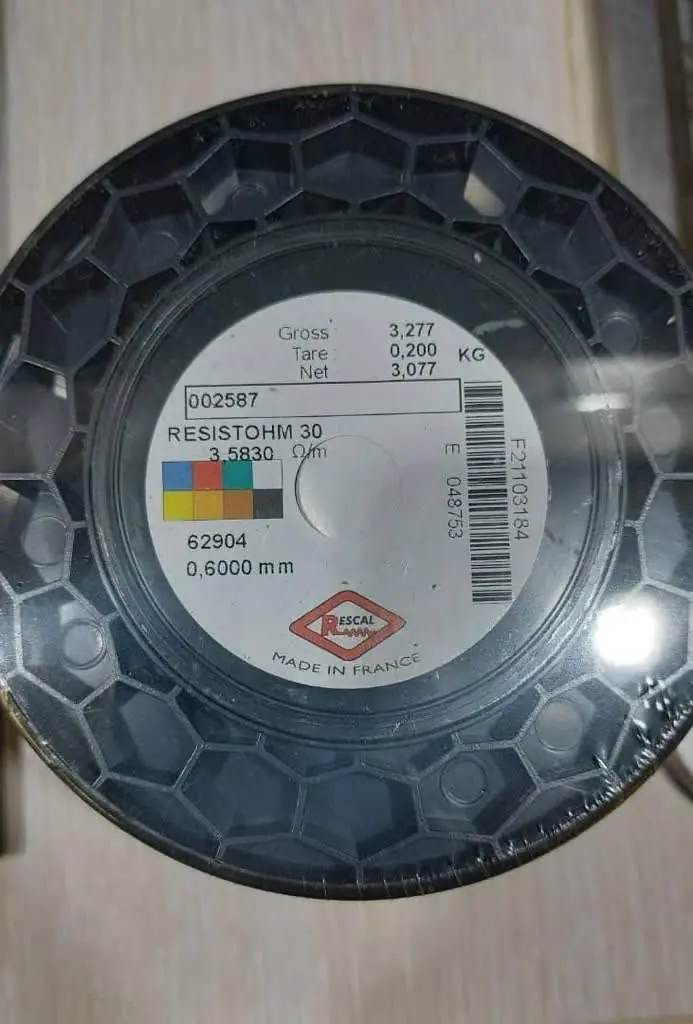 Gross 3,277
Tare 0,200 KG
Net 3,077
002587
RESISTOHM 30
3,5830 Ω/m
62904
0,6000 mm
E 048753
F21103184
RESCAL
MADE IN FRANCE